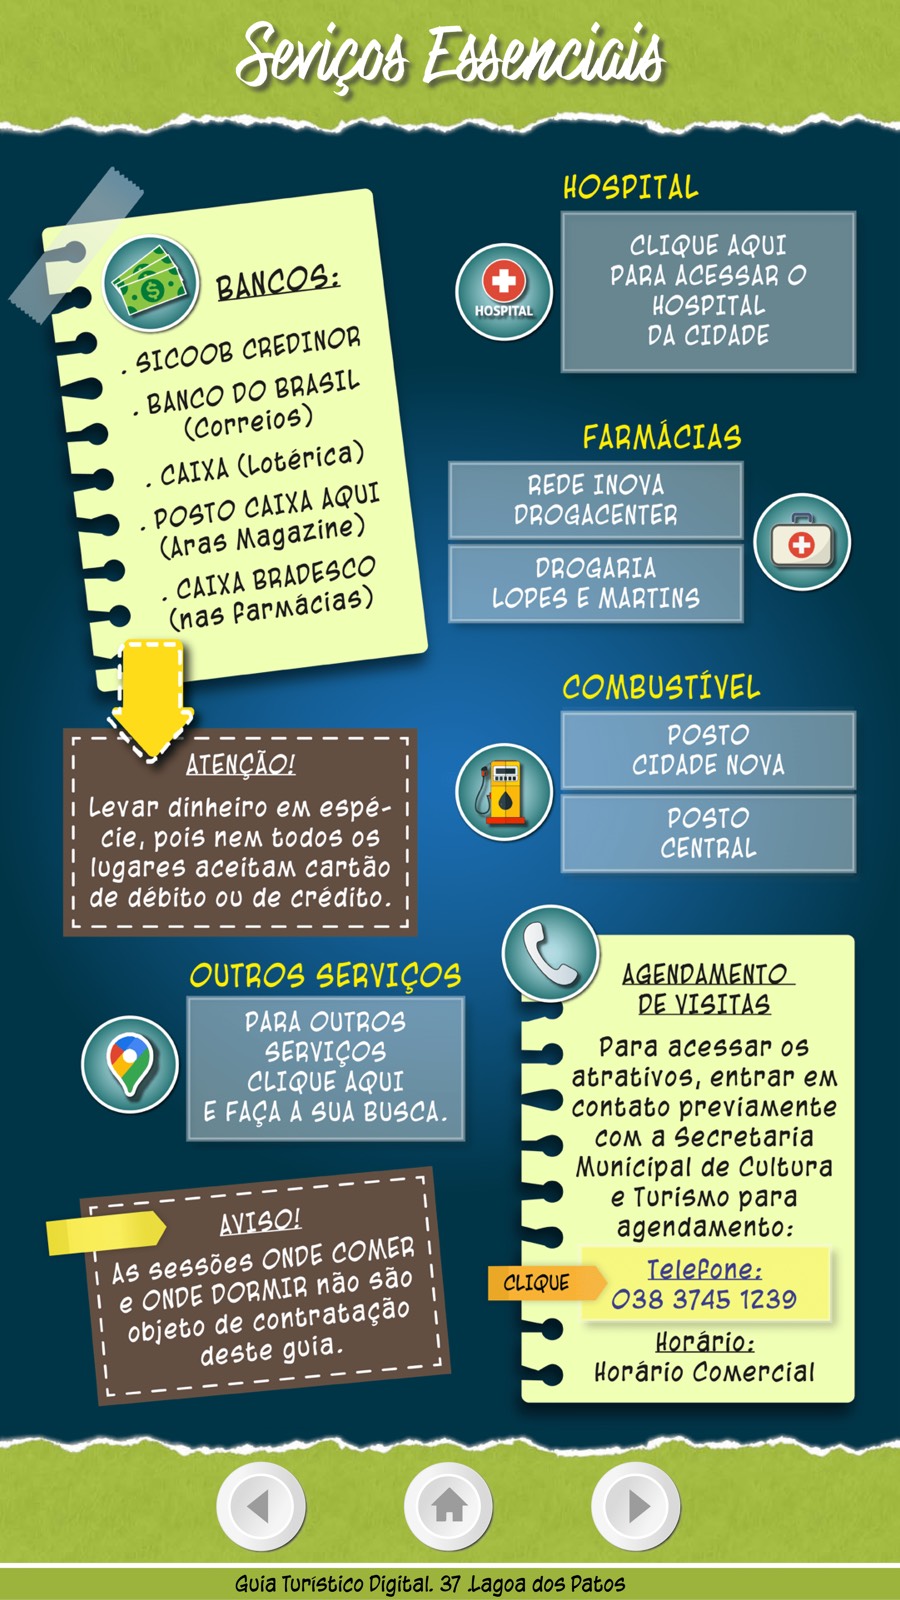 Seviços Essenciais
BANCOS:
. SICOOB CREDINOR
. BANCO DO BRASIL
(Correios)
. CAIXA (Lotérica)
. POSTO CAIXA AQUI
(Aras Magazine)
. CAIXA BRADESCO
(nas farmácias)
ATENÇÃO!
Levar dinheiro em espé-
cie, pois nem todos os
lugares aceitam cartão
de débito ou de crédito.
HOSPITAL
HOSPITAL
CLIQUE AQUI
PARA ACESSAR O
HOSPITAL
DA CIDADE
FARMÁCIAS
REDE INOVA
DROGACENTER
DROGARIA
LOPES E MARTINS
COMBUSTÍVEL
POSTO
CIDADE NOVA
POSTO
CENTRAL
OUTROS SERVIÇOS
PARA OUTROS
SERVIÇOS
CLIQUE AQUI
E FAÇA A SUA BUSCA.
AVISO!
As sessões ONDE COMER
e ONDE DORMIR não são
objeto de contratação
deste guia.
AGENDAMENTO
DE VISITAS
Para acessar os
atrativos, entrar em
contato previamente
com a Secretaria
Municipal de Cultura
e Turismo para
agendamento:
CLIQUE
Telefone:
038 3745 1239
Horário:
Horário Comercial
Guia Turístico Digital. 37 .Lagoa dos Patos